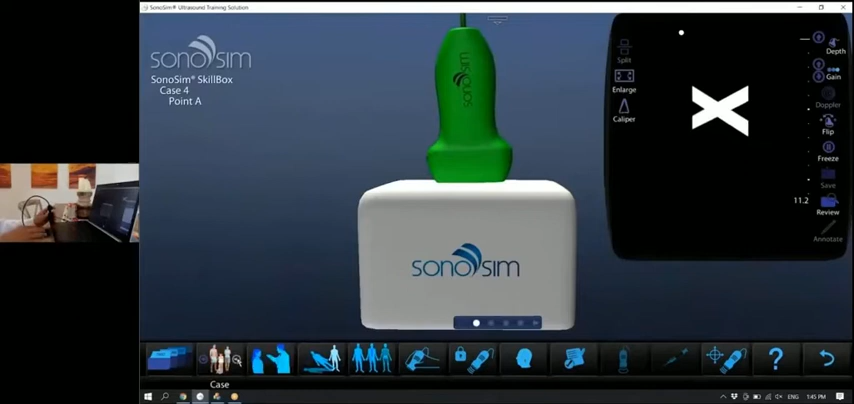 SonoSim® Ultrasound Training Solution
sonosim
SonoSim® SkillBox
Case 4
Point A
sonosim
sonosim
Split
Enlarge
Caliper
Depth
Gain
Doppler
Flip
Freeze
Save
11.2
Review
Annotate
Case
ENG
1:45 PM